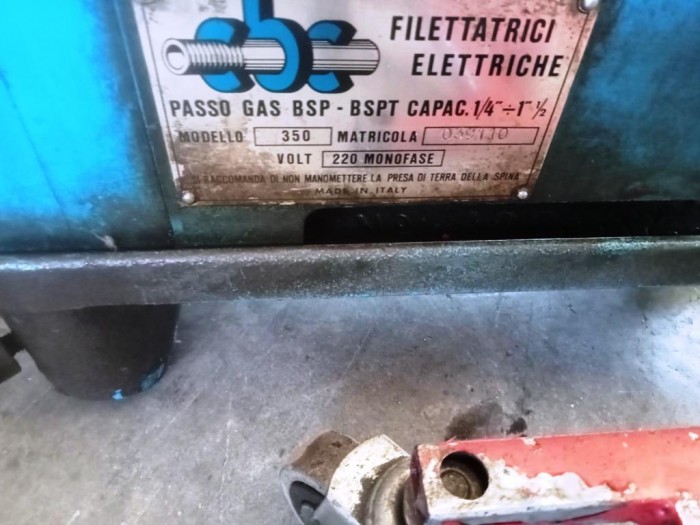 cbc
FILETTATRICI
ELETTRICHE
PASSO GAS BSP - BSPT CAPAC. 1/4" ÷ 1" ½
MODELLO 350 MATRICOLA
VOLT 220 MONOFASE
SI RACCOMANDA DI NON MANOMETTERE LA PRESA DI TERRA DELLA SPINA
MADE IN ITALY